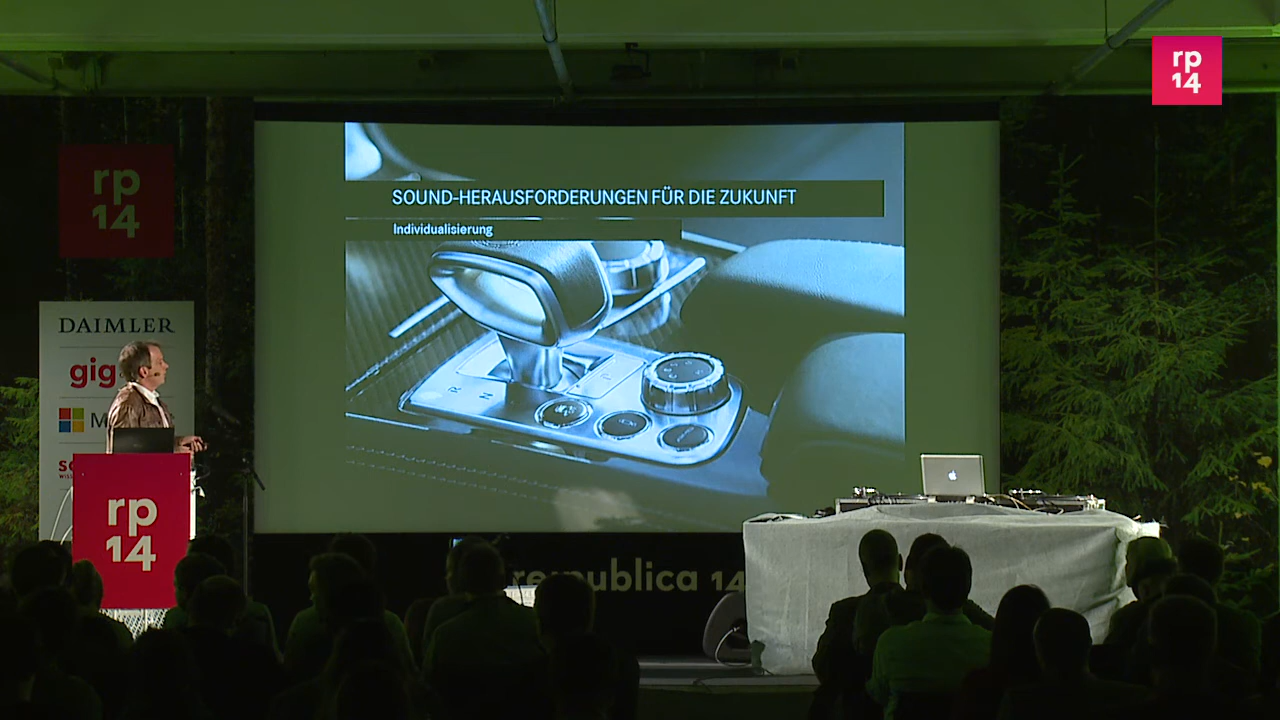 rp
14
rp
14
SOUND-HERAUSFORDERUNGEN FÜR DIE ZUKUNFT
Individualisierung
DAIMLER
gig
M
R
N
P
rp
14
re:publica 14